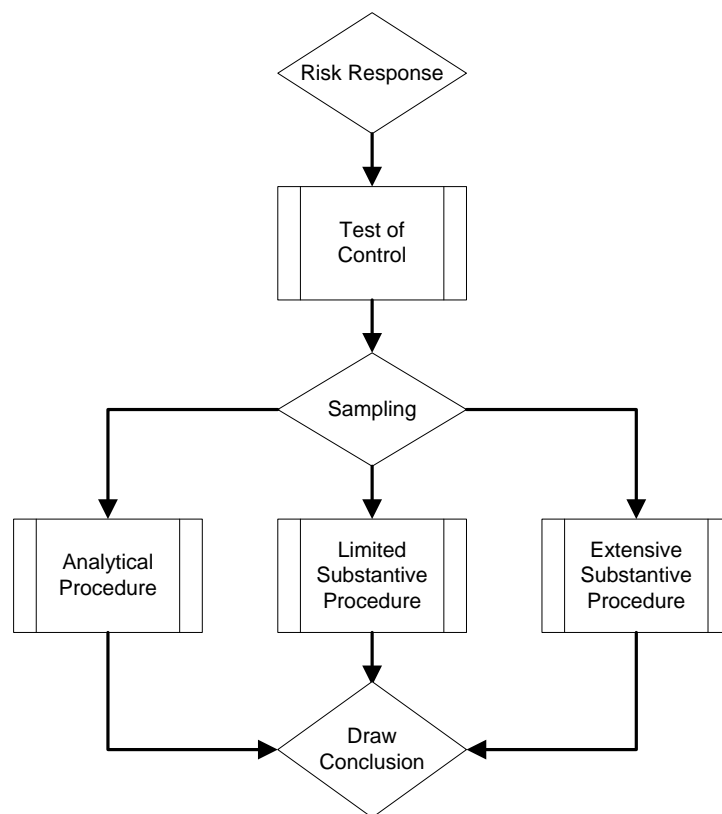 Risk Response
Test of
Control
Sampling
Analytical
Procedure
Limited
Substantive
Procedure
Extensive
Substantive
Procedure
Draw
Conclusion